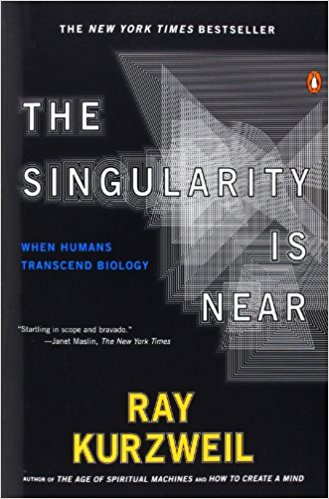 THE NEW YORK TIMES BESTSELLER
THE
SINGULARITY
IS
NEAR
WHEN HUMANS
TRANSCEND BIOLOGY
"Startling in scope and bravado."
—Janet Maslin, The New York Times
RAY
KURZWEIL
AUTHOR OF THE AGE OF SPIRITUAL MACHINES AND HOW TO CREATE A MIND